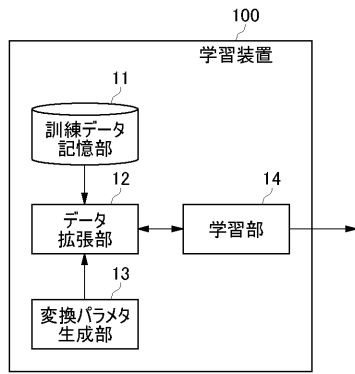 100
学習装置
11
訓練データ
記憶部
12
データ
拡張部
14
学習部
13
変換パラメタ
生成部